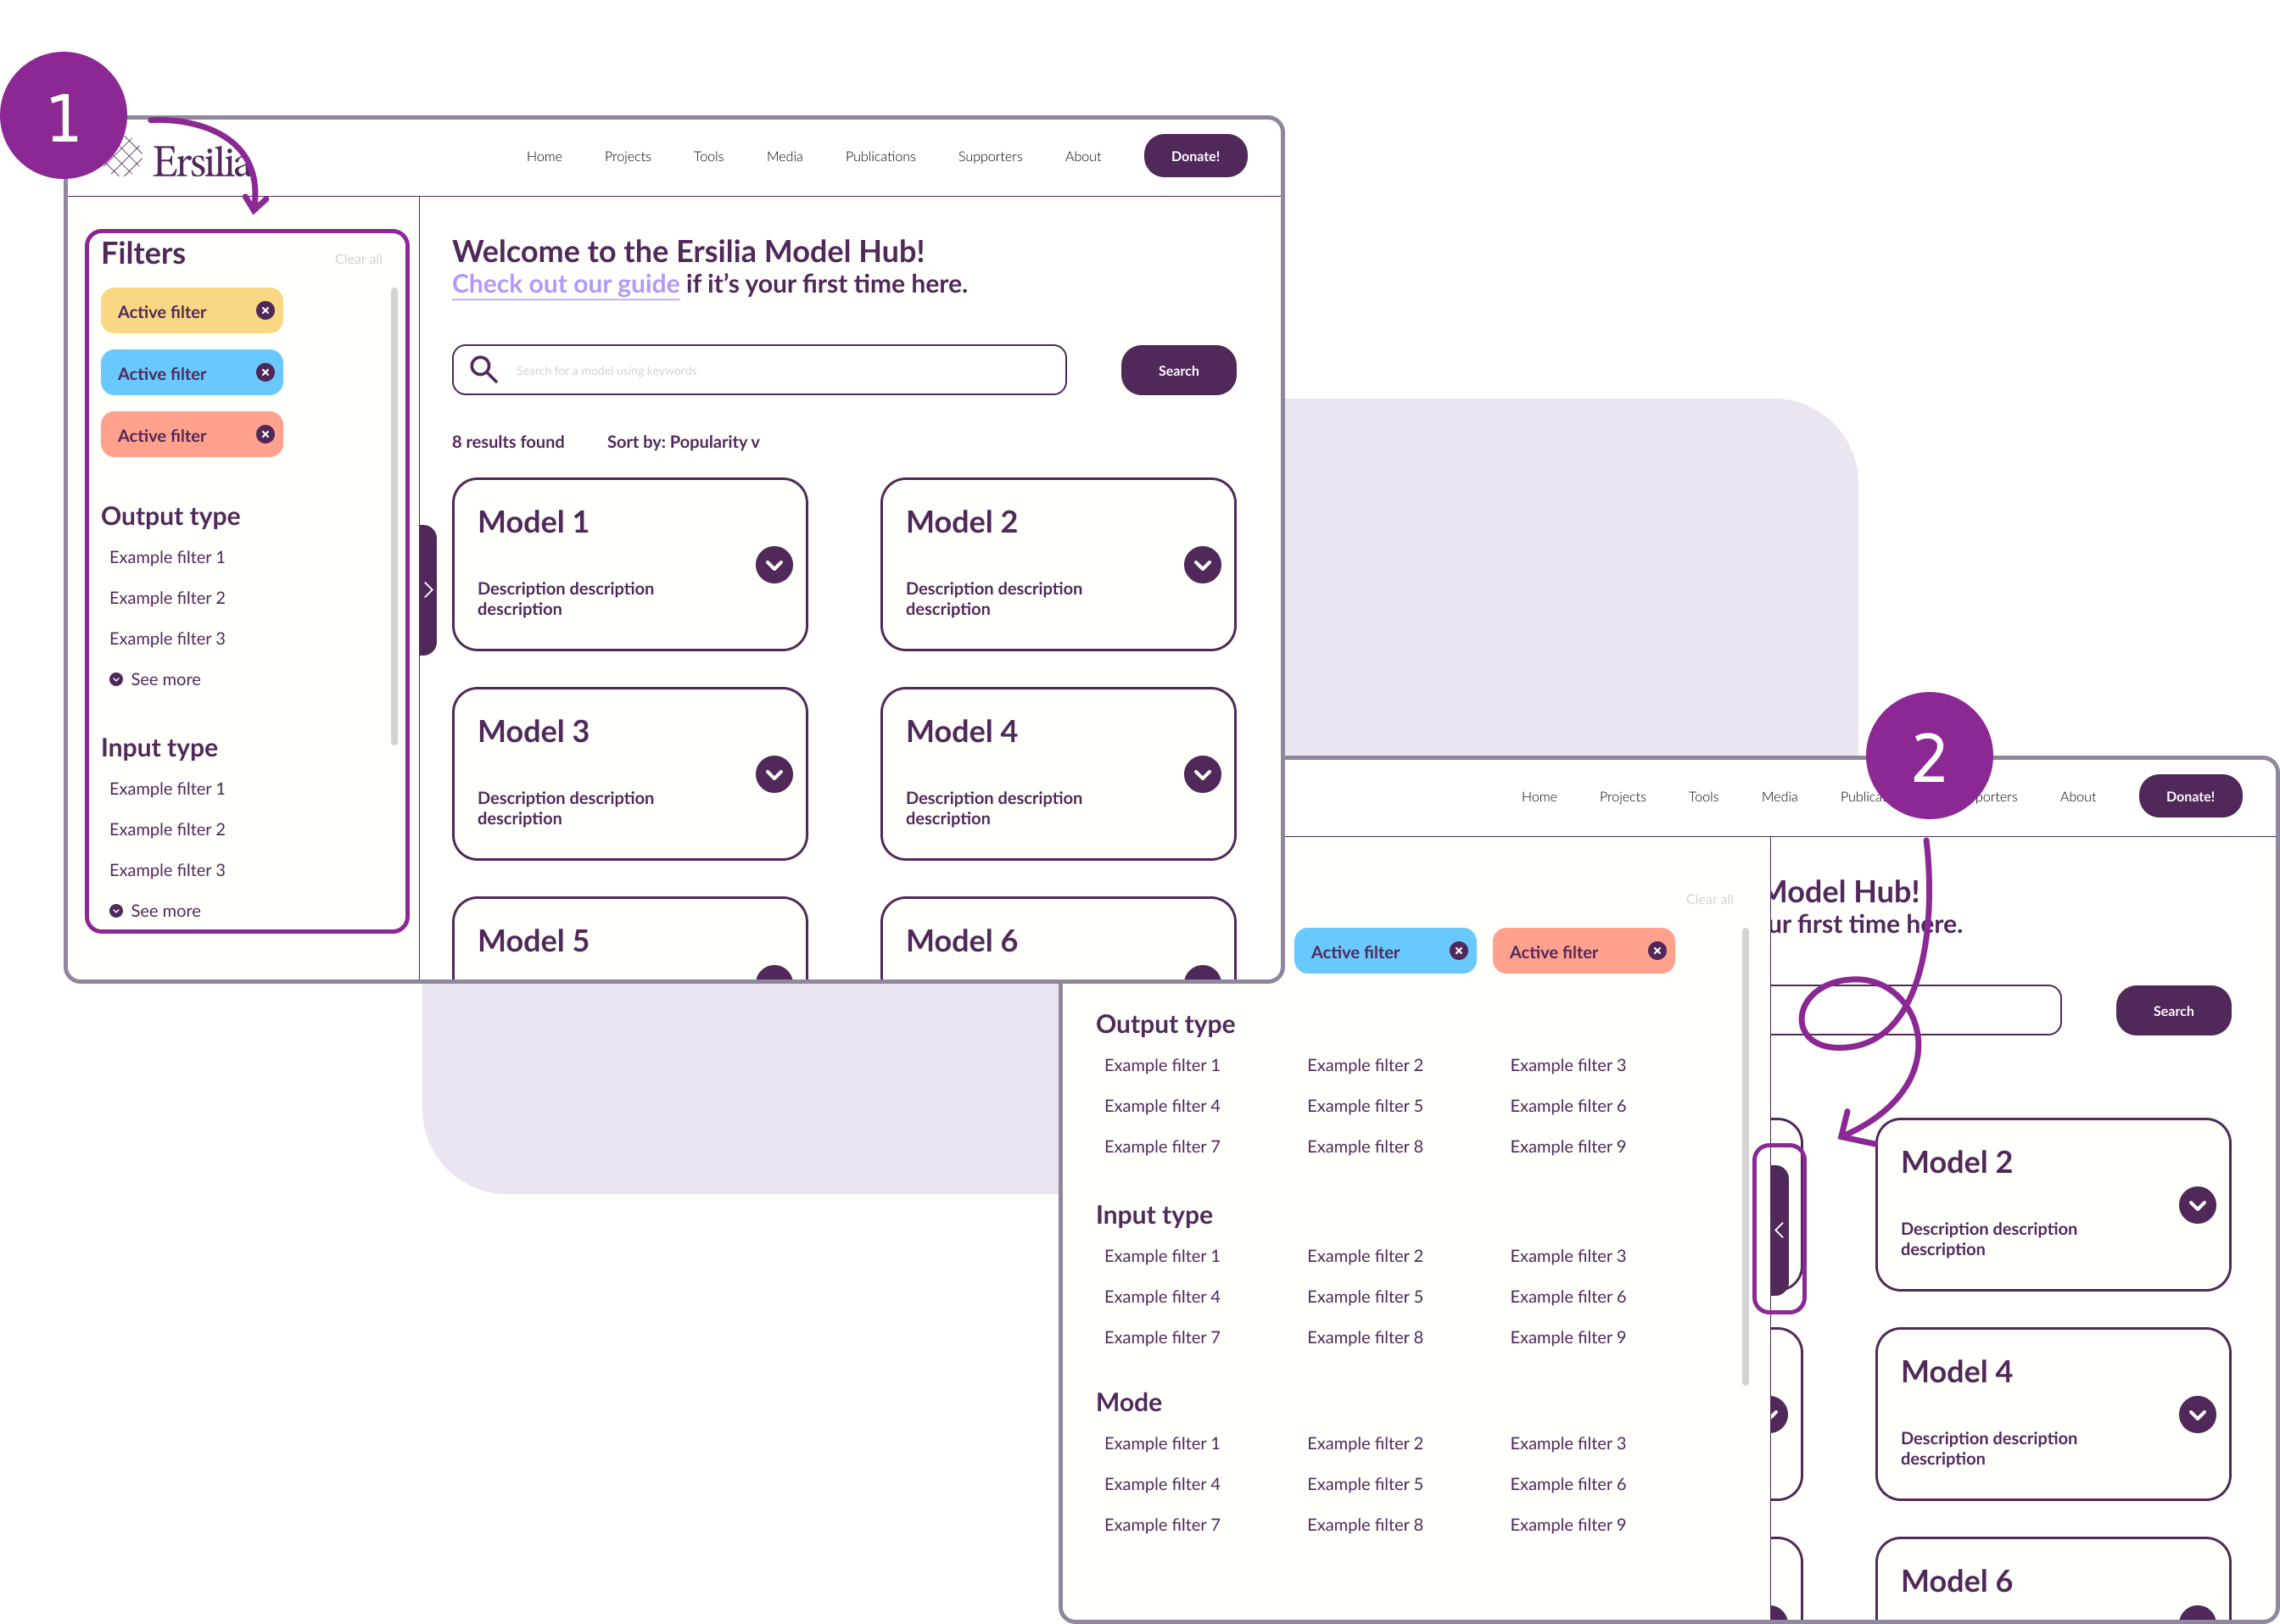 1
Ersilia
Home Projects Tools Media Publications Supporters About Donate!
Filters
Clear all
Active filter
Active filter
Active filter
Output type
Example filter 1
Example filter 2
Example filter 3
See more
Input type
Example filter 1
Example filter 2
Example filter 3
See more
Welcome to the Ersilia Model Hub!
Check out our guide if it’s your first time here.
Search for a model using keywords
Search
8 results found Sort by: Popularity v
Model 1
Description description
description
Model 2
Description description
description
Model 3
Description description
description
Model 4
Description description
description
Model 5
Model 6
2
Home Projects Tools Media About Donate!
Clear all
Active filter Active filter
Output type
Example filter 1 Example filter 2 Example filter 3
Example filter 4 Example filter 5 Example filter 6
Example filter 7 Example filter 8 Example filter 9
Input type
Example filter 1 Example filter 2 Example filter 3
Example filter 4 Example filter 5 Example filter 6
Example filter 7 Example filter 8 Example filter 9
Mode
Example filter 1 Example filter 2 Example filter 3
Example filter 4 Example filter 5 Example filter 6
Example filter 7 Example filter 8 Example filter 9
Model Hub!
ur first time here.
Search
Model 2
Description description
description
Model 4
Description description
description
Model 6